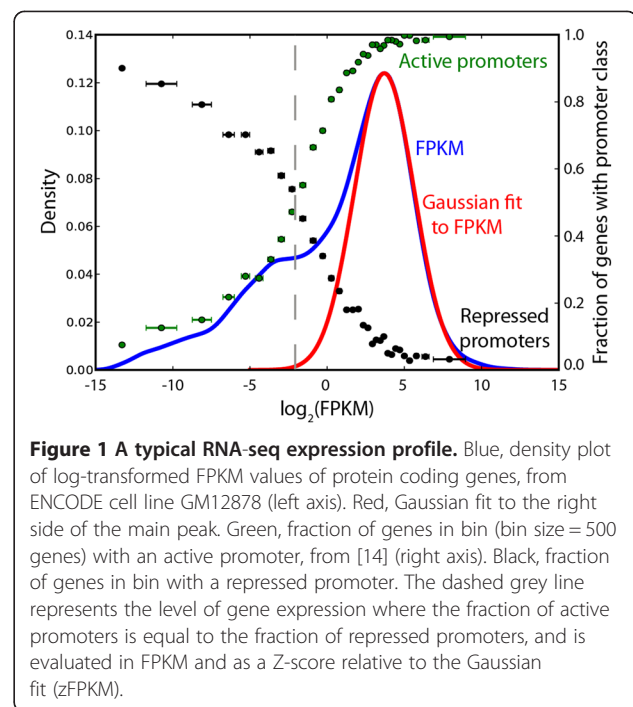 0.14
0.12
0.10
0.08
0.06
0.04
0.02
0.00
Density
-15
-10
-5
0
5
10
15
log₂(FPKM)
1.0
0.8
0.6
0.4
0.2
0.0
Fraction of genes with promoter class
Active promoters
FPKM
Gaussian fit
to FPKM
Repressed
promoters
Figure 1 A typical RNA-seq expression profile. Blue, density plot
of log-transformed FPKM values of protein coding genes, from
ENCODE cell line GM12878 (left axis). Red, Gaussian fit to the right
side of the main peak. Green, fraction of genes in bin (bin size = 500
genes) with an active promoter, from [14] (right axis). Black, fraction
of genes in bin with a repressed promoter. The dashed grey line
represents the level of gene expression where the fraction of active
promoters is equal to the fraction of repressed promoters, and is
evaluated in FPKM and as a Z-score relative to the Gaussian
fit (zFPKM).